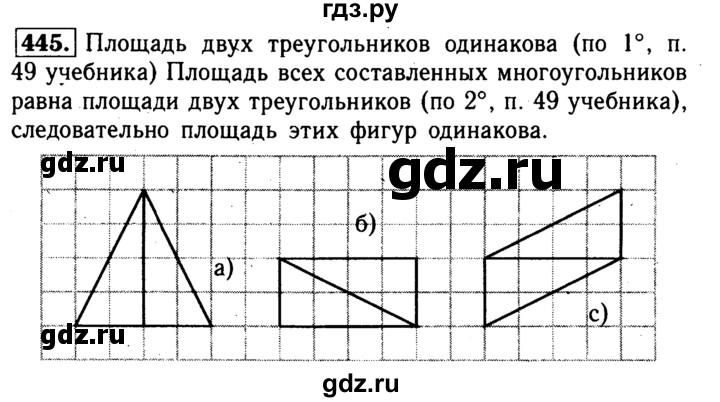 гдз.ру
445. Площадь двух треугольников одинакова (по 1°, п.
49 учебника) Площадь всех составленных многоугольников
равна площади двух треугольников (по 2°, п. 49 учебника),
следовательно площадь этих фигур одинакова.
gdz.ru
gdz.ru
б)
а)
с)
gdz.ru
gdz.ru